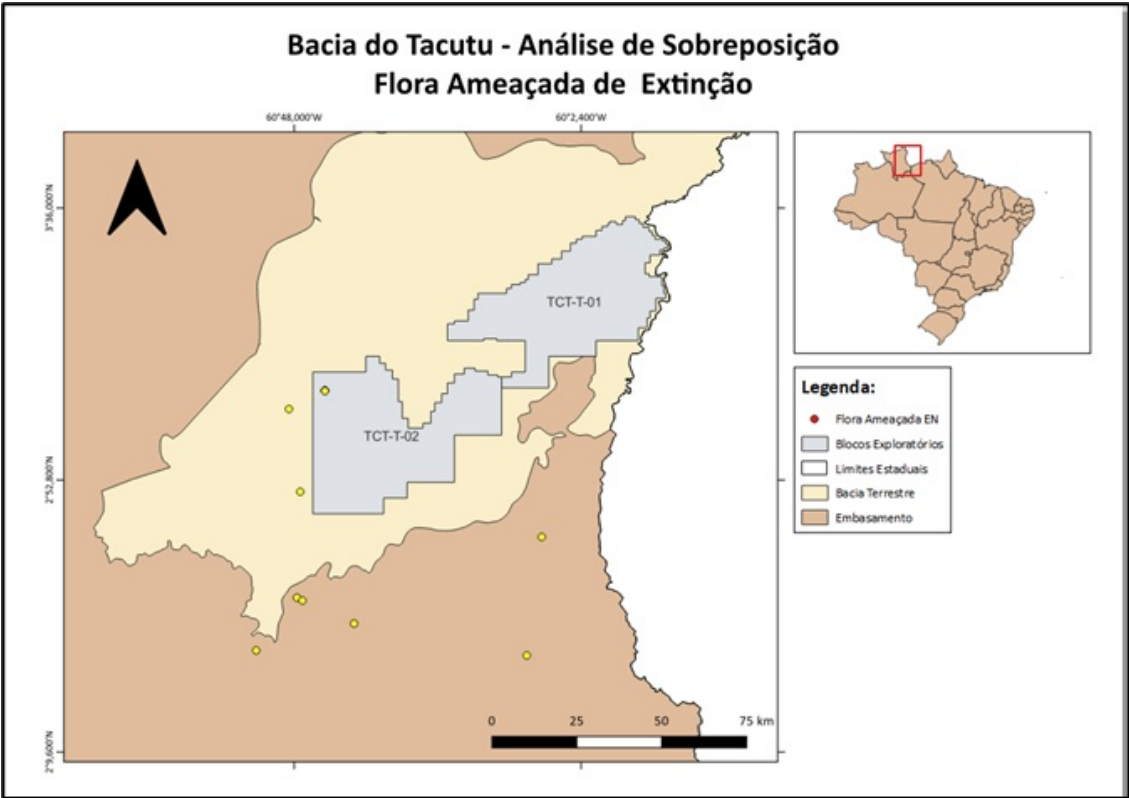 Bacia do Tacutu - Análise de Sobreposição
Flora Ameaçada de Extinção
60°48,000'W
60°2,400'W
3°36,000'N
2°52,800'N
2°9,600'N
TCT-T-01
TCT-T-02
0 25 50 75 km
Legenda:
Flora Ameaçada EN
Blocos Exploratórios
Limites Estaduais
Bacia Terrestre
Embasamento